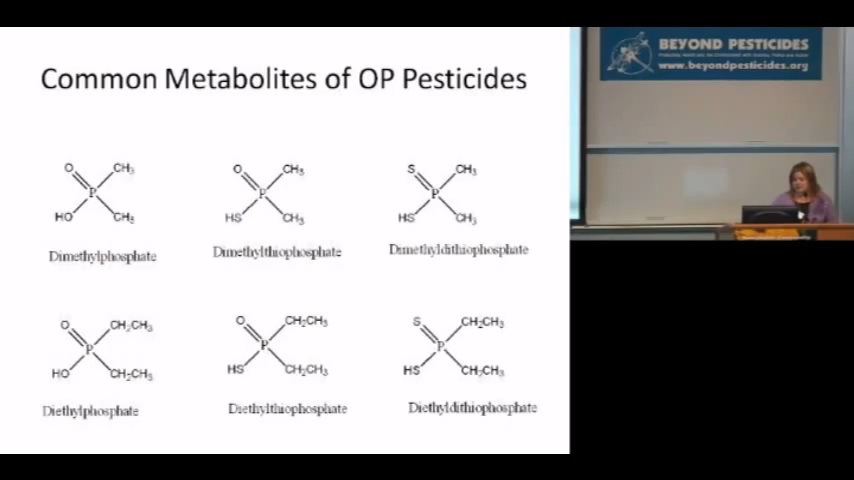 Common Metabolites of OP Pesticides
O
CH3
P
HO
CH3
Dimethylphosphate
O
CH3
P
HS
CH3
Dimethylthiophosphate
S
CH3
P
HS
CH3
Dimethyldithiophosphate
O
CH2CH3
P
HO
CH2CH3
Diethylphosphate
O
CH2CH3
P
HS
CH2CH3
Diethylthiophosphate
S
CH2CH3
P
HS
CH2CH3
Diethyldithiophosphate
BEYOND PESTICIDES
www.beyondpesticides.org